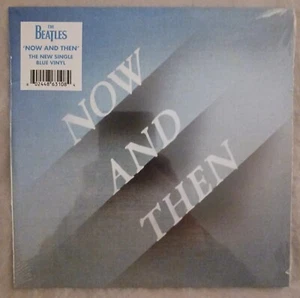 THE
BEATLES
'NOW AND THEN'
THE NEW SINGLE
BLUE VINYL
NOW
AND
THEN